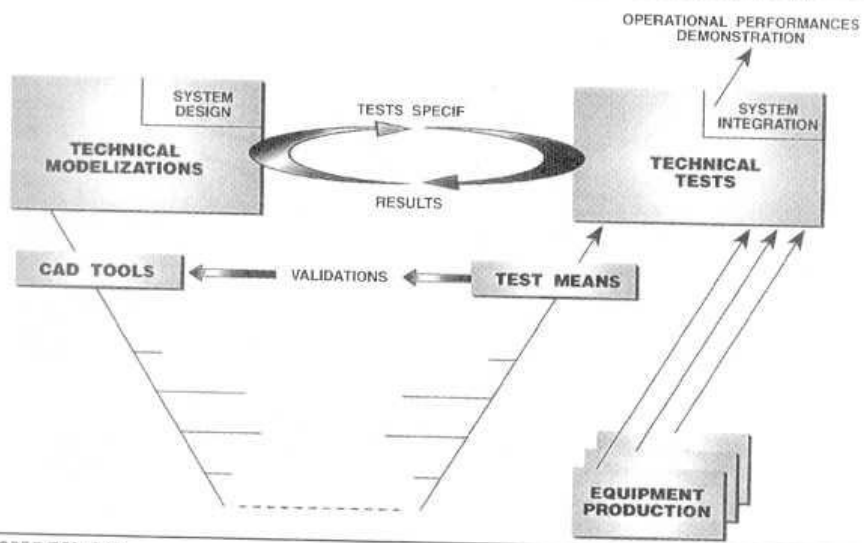 OPERATIONAL PERFORMANCES
DEMONSTRATION
SYSTEM
DESIGN
TECHNICAL
MODELIZATIONS
TESTS SPECIF
RESULTS
SYSTEM
INTEGRATION
TECHNICAL
TESTS
CAD TOOLS
VALIDATIONS
TEST MEANS
EQUIPMENT
PRODUCTION